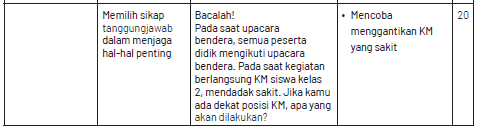 Memilih sikap
tanggungjawab
dalam menjaga
hal-hal penting
Bacalah!
Pada saat upacara
bendera, semua peserta
didik mengikuti upacara
bendera. Pada saat kegiatan
berlangsung KM siswa kelas
2, mendadak sakit. Jika kamu
ada dekat posisi KM, apa yang
akan dilakukan?
• Mencoba
menggantikan KM
yang sakit
20